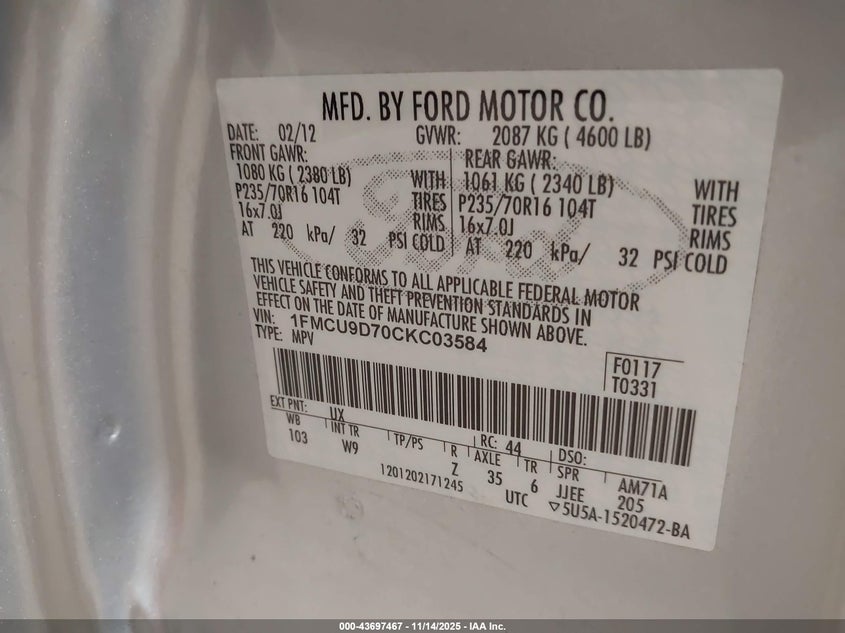 MFD. BY FORD MOTOR CO.
DATE: 02/12 GVWR: 2087 KG ( 4600 LB)
FRONT GAWR: REAR GAWR:
1080 KG ( 2380 LB) WITH 1061 KG ( 2340 LB) WITH
P235/70R16 104T TIRES P235/70R16 104T TIRES
16x7.0J RIMS 16x7.0J RIMS
AT 220 kPa/ 32 PSI COLD AT 220 kPa/ 32 PSI COLD
THIS VEHICLE CONFORMS TO ALL APPLICABLE FEDERAL MOTOR
VEHICLE SAFETY AND THEFT PREVENTION STANDARDS IN
EFFECT ON THE DATE OF MANUFACTURE SHOWN ABOVE.
VIN: 1FMCU9D70CKC03584
TYPE: MPV
F0117
T0331
EXT PNT: UX RC: 44 DSO:
WB INT TR TP/PS R AXLE TR SPR AM71A
103 W9 Z 35 6 JJEE 205
1201202171245 UTC ▽5U5A-1520472-BA
000-43697467 - 11/14/2025 - IAA Inc.